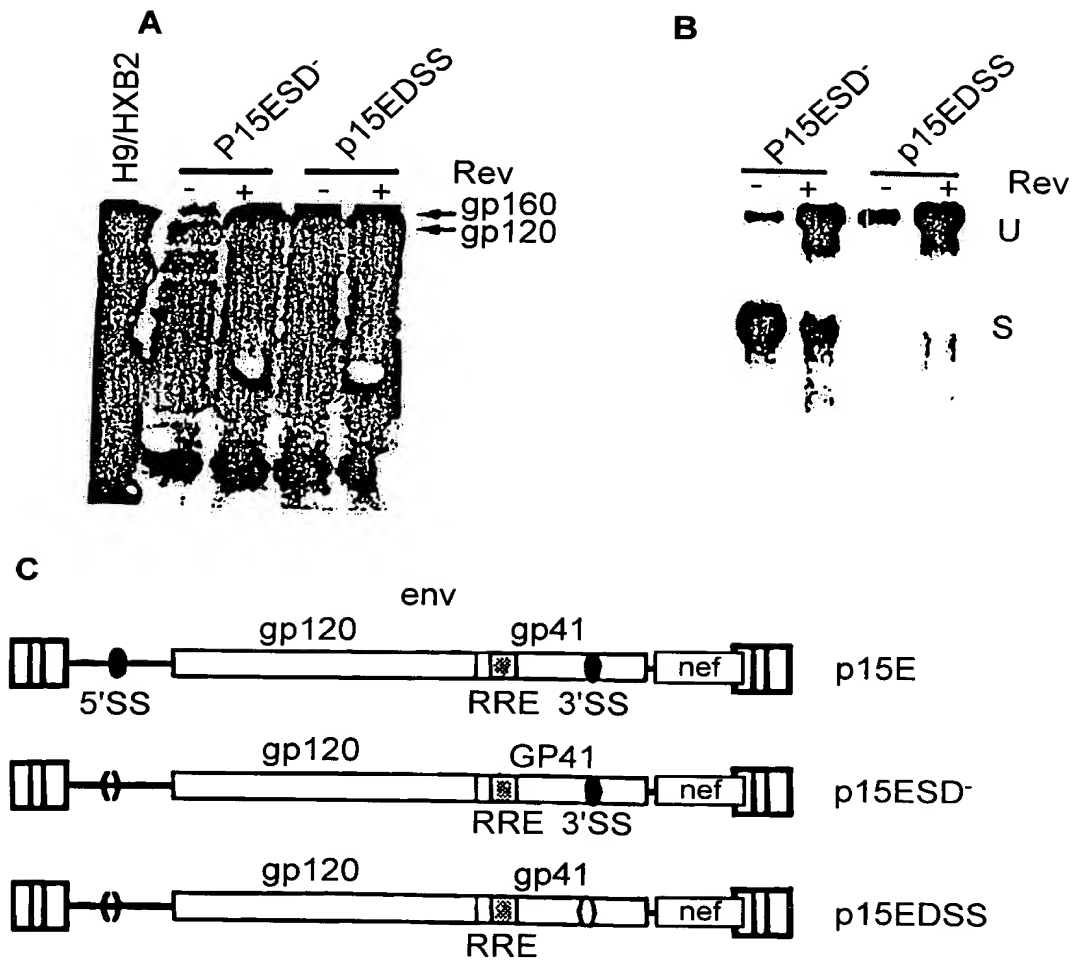 A
H9/HXB2
P15ESD-
p15EDSS
- + - +
Rev
gp160
gp120
B
P15ESD-
p15EDSS
- + - +
Rev
U
S
C
env
gp120 gp41
nef
p15E
5'SS
RRE 3'SS
gp120 GP41
nef
p15ESD-
RRE 3'SS
gp120 gp41
nef
p15EDSS
RRE